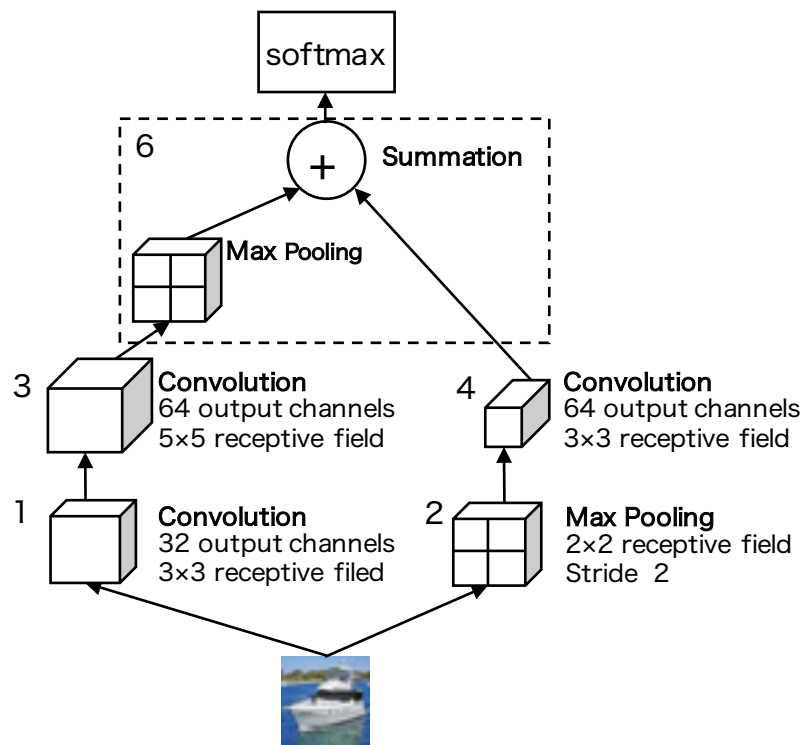 softmax
6
+
Summation
Max Pooling
3
Convolution
64 output channels
5×5 receptive field
4
Convolution
64 output channels
3×3 receptive field
1
Convolution
32 output channels
3×3 receptive filed
2
Max Pooling
2×2 receptive field
Stride 2